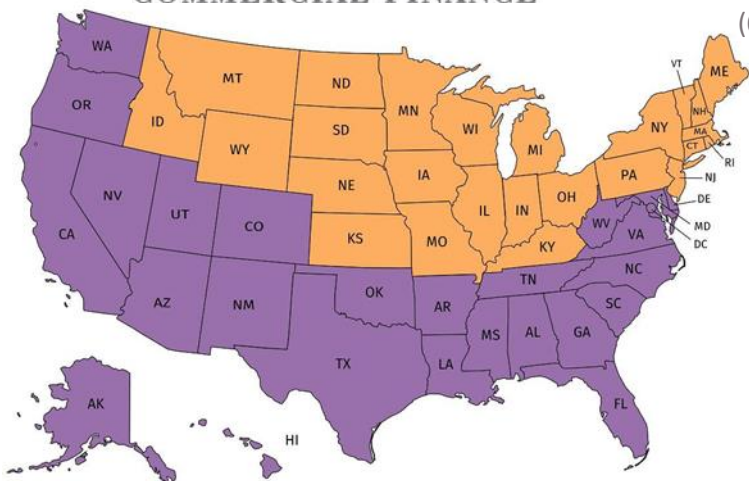 COMMERCIAL FINANCE
WA
MT
ND
MN
VT
ME
OR
ID
SD
WI
NY
NH
MA
WY
MI
CT
RI
IA
PA
NJ
NV
NE
IL
IN
OH
DE
UT
CO
WV
MD
CA
KS
MO
KY
VA
DC
NC
TN
AZ
NM
OK
AR
SC
MS
AL
GA
TX
LA
AK
FL
HI